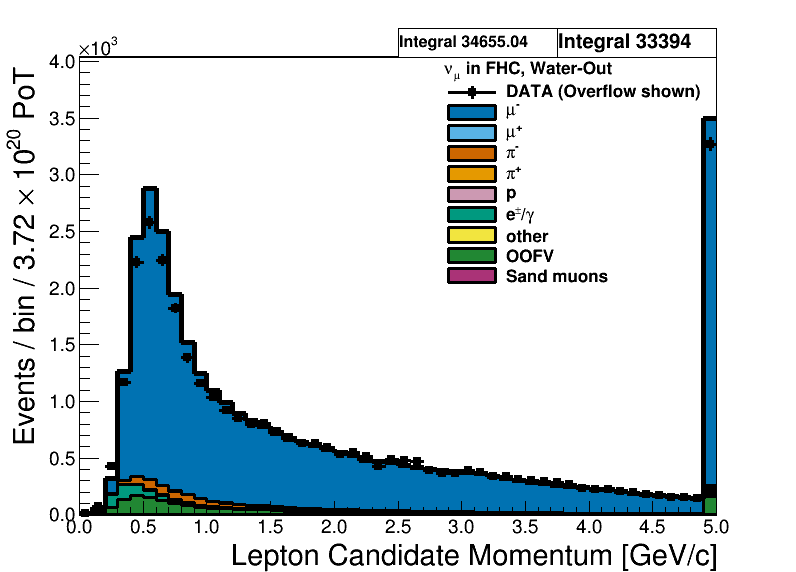 Integral 34655.04 Integral 33394
×10³
ν_μ in FHC, Water-Out
DATA (Overflow shown)
μ⁻
μ⁺
π⁻
π⁺
p
e±/γ
other
OOFV
Sand muons
Events / bin / 3.72 × 10²⁰ PoT
4.0
3.5
3.0
2.5
2.0
1.5
1.0
0.5
0.0
0.0 0.5 1.0 1.5 2.0 2.5 3.0 3.5 4.0 4.5 5.0
Lepton Candidate Momentum [GeV/c]